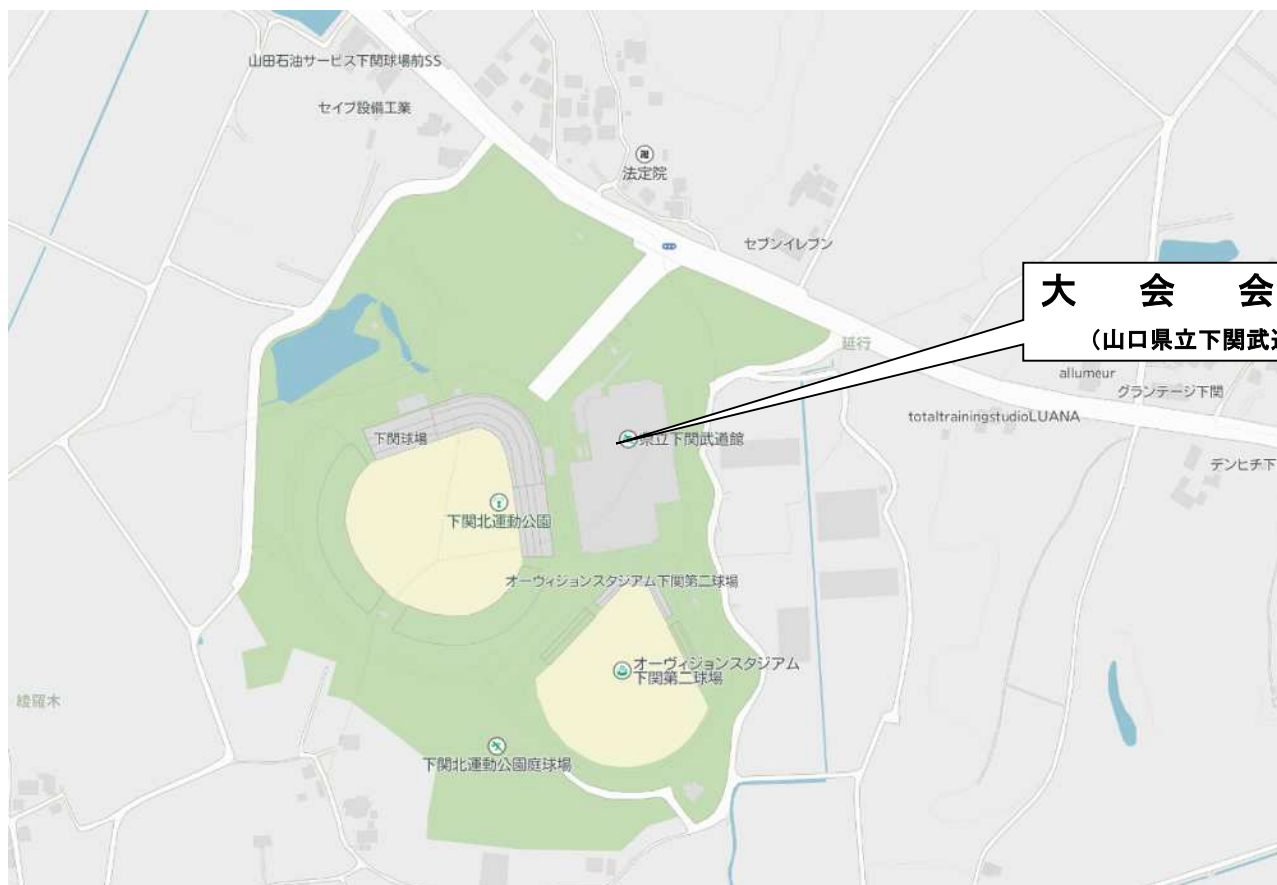 山田石油サービス下関球場前SS
セイブ設備工業
法定院
セブンイレブン
大会会
(山口県立下関武道
延行
allumeur
グランテージ下関
totaltrainingstudioLUANA
下関球場
県立下関武道館
デンヒチ下
下関北運動公園
オーヴィジョンスタジアム下関第二球場
オーヴィジョンスタジアム
下関第二球場
綾羅木
下関北運動公園庭球場